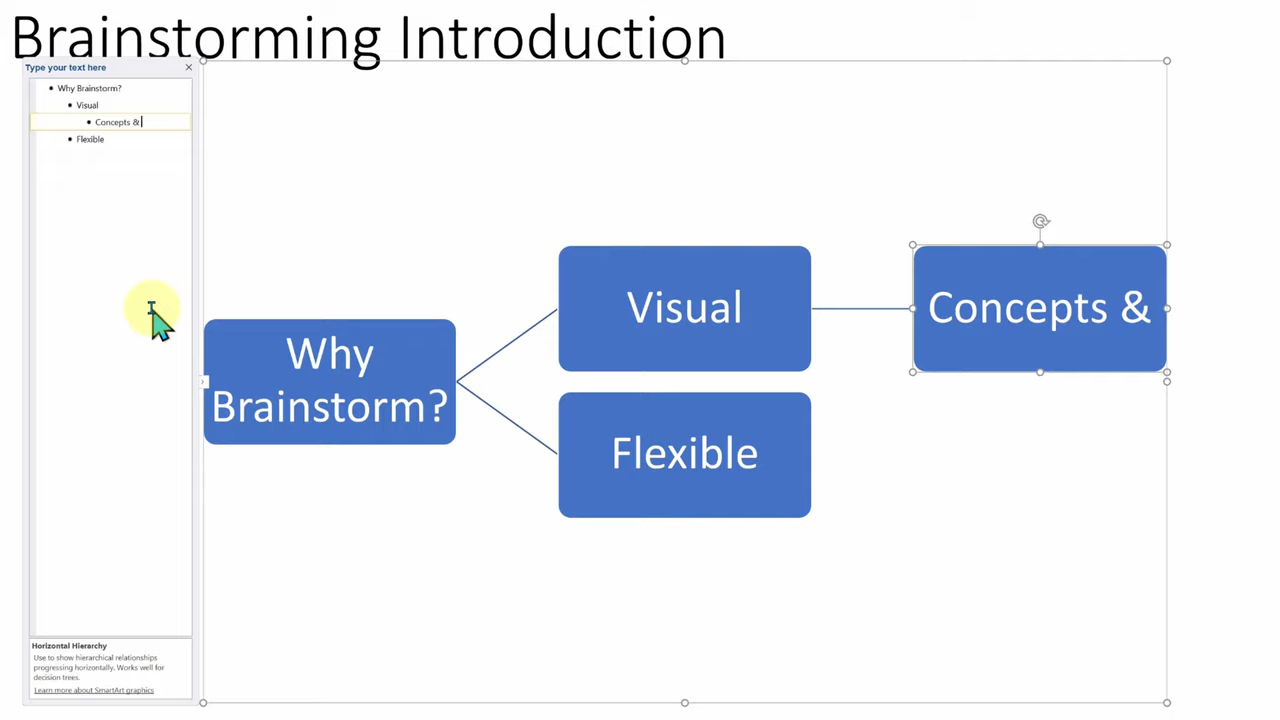 Brainstorming Introduction
Type your text here
Why Brainstorm?
Visual
Concepts &
Flexible
Horizontal Hierarchy
Use to show hierarchical relationships
progressing horizontally. Works well for
decision trees.
Learn more about SmartArt graphics
Why
Brainstorm?
Visual
Concepts &
Flexible